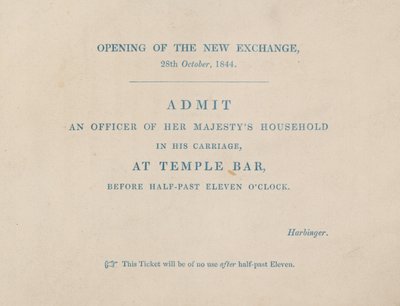 OPENING OF THE NEW EXCHANGE,
28th October, 1844.
ADMIT
AN OFFICER OF HER MAJESTY'S HOUSEHOLD
IN HIS CARRIAGE,
AT TEMPLE BAR,
BEFORE HALF-PAST ELEVEN O'CLOCK.
Harbinger.
☞ This Ticket will be of no use after half-past Eleven.